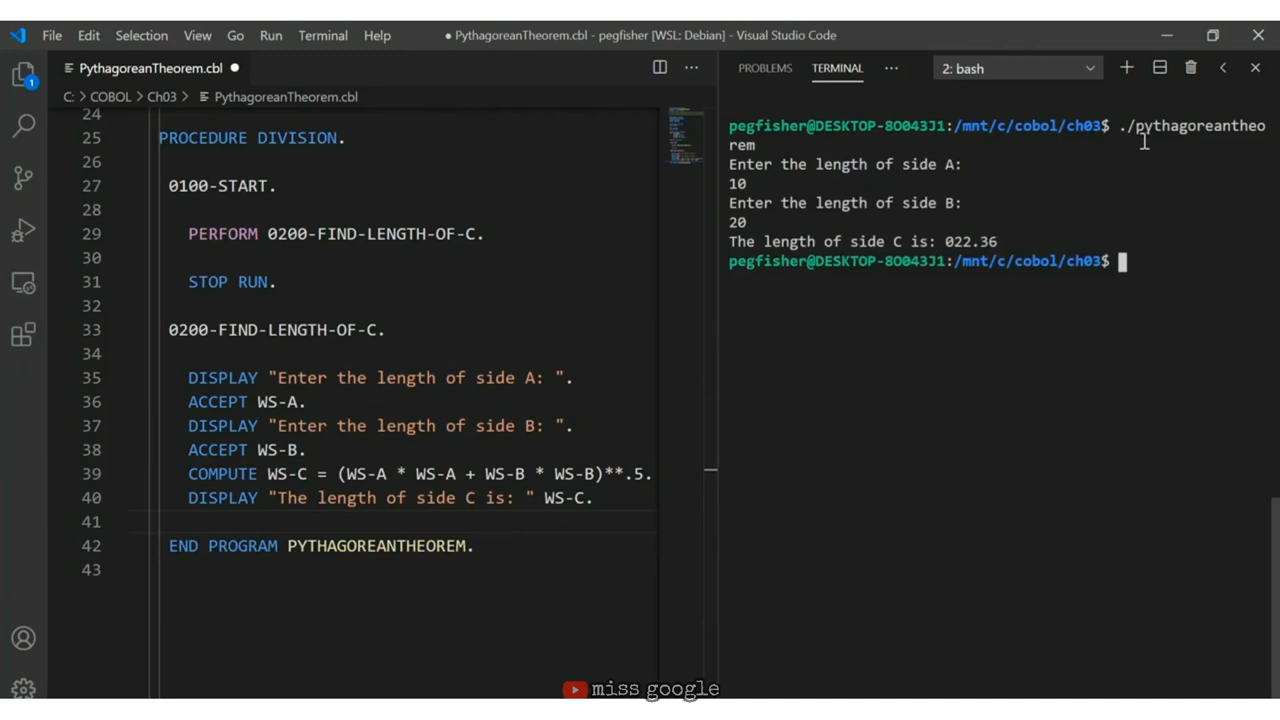 File Edit Selection View Go Run Terminal Help
● PythagoreanTheorem.cbl - pegfisher [WSL: Debian] - Visual Studio Code
PythagoreanTheorem.cbl ●
C: > COBOL > Ch03 > PythagoreanTheorem.cbl
24
25 PROCEDURE DIVISION.
26
27 0100-START.
28
29 PERFORM 0200-FIND-LENGTH-OF-C.
30
31 STOP RUN.
32
33 0200-FIND-LENGTH-OF-C.
34
35 DISPLAY "Enter the length of side A: ".
36 ACCEPT WS-A.
37 DISPLAY "Enter the length of side B: ".
38 ACCEPT WS-B.
39 COMPUTE WS-C = (WS-A * WS-A + WS-B * WS-B)**.5.
40 DISPLAY "The length of side C is: " WS-C.
41
42 END PROGRAM PYTHAGOREANTHEOREM.
43
1
PROBLEMS TERMINAL ··· 2: bash
pegfisher@DESKTOP-8O043J1:/mnt/c/cobol/ch03$ ./pythagoreantheo
rem
Enter the length of side A:
10
Enter the length of side B:
20
The length of side C is: 022.36
pegfisher@DESKTOP-8O043J1:/mnt/c/cobol/ch03$
miss google